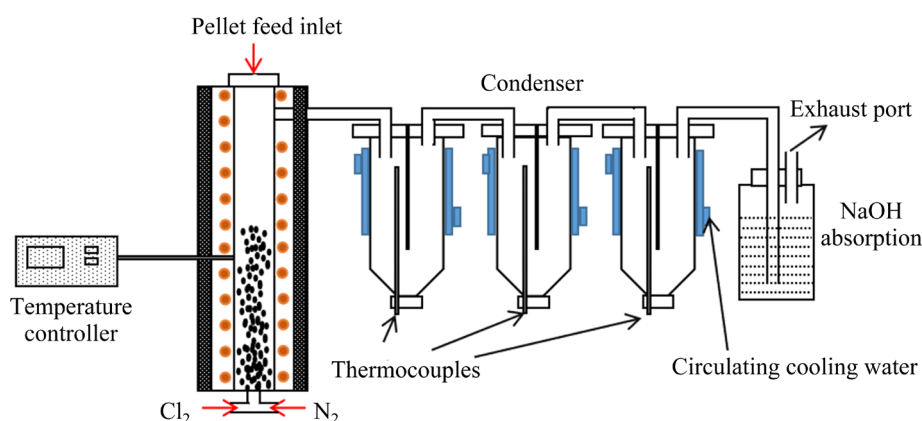 Pellet feed inlet
Condenser
Exhaust port
NaOH
absorption
Temperature
controller
Thermocouples
Circulating cooling water
Cl₂
N₂